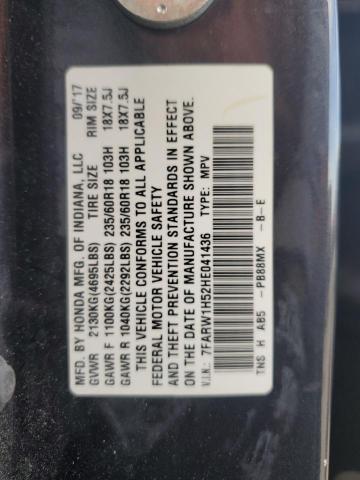 MFD. BY HONDA MFG. OF INDIANA, LLC 09/'17
GVWR 2130KG(4695LBS) TIRE SIZE RIM SIZE
GAWR F 1100KG(2425LBS) 235/60R18 103H 18X7.5J
GAWR R 1040KG(2292LBS) 235/60R18 103H 18X7.5J
THIS VEHICLE CONFORMS TO ALL APPLICABLE
FEDERAL MOTOR VEHICLE SAFETY
AND THEFT PREVENTION STANDARDS IN EFFECT
ON THE DATE OF MANUFACTURE SHOWN ABOVE.
V.I.N.: 7FARW1H52HE041436 TYPE: MPV
TNS H AB5 -PB88MX -B-E